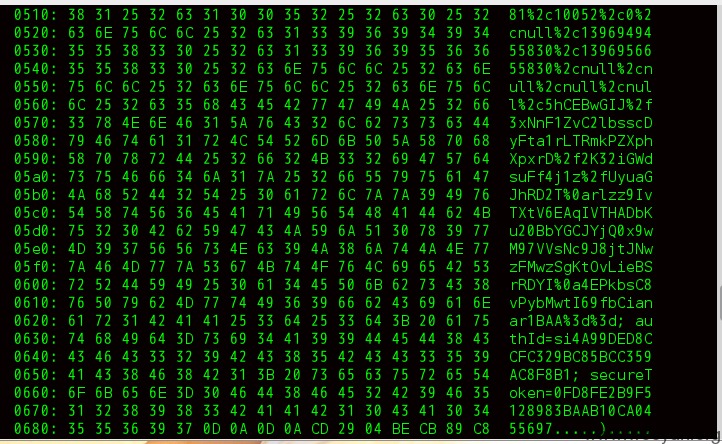 0510: 38 31 25 32 63 31 30 30 35 32 25 32 63 30 25 32 81%2c10052%2c0%2
0520: 63 6E 75 6C 6C 25 32 63 31 33 39 36 39 34 39 34 cnull%2c13969494
0530: 35 35 38 33 30 25 32 63 31 33 39 36 39 35 36 36 55830%2c13969566
0540: 35 35 38 33 30 25 32 63 6E 75 6C 6C 25 32 63 6E 55830%2cnull%2cn
0550: 75 6C 6C 25 32 63 6E 75 6C 6C 25 32 63 6E 75 6C ull%2cnull%2cnul
0560: 6C 25 32 63 35 68 43 45 42 77 47 49 4A 25 32 66 l%2c5hCEBwGIJ%2f
0570: 33 78 4E 6E 46 31 5A 76 43 32 6C 62 73 73 63 44 3xNnF1ZvC2lbsscD
0580: 79 46 74 61 31 72 4C 54 52 6D 6B 50 5A 58 70 68 yFta1rLTRmkPZXph
0590: 58 70 78 72 44 25 32 66 32 4B 33 32 69 47 57 64 XpxrD%2f2K32iGWd
05a0: 73 75 46 66 34 6A 31 7A 25 32 66 55 79 75 61 47 suFf4j1z%2fUyuaG
05b0: 4A 68 52 44 32 54 25 30 61 72 6C 7A 7A 39 49 76 JhRD2T%0arlzz9Iv
05c0: 54 58 74 56 36 45 41 71 49 56 54 48 41 44 62 4B TXtV6EAqIVTHADbK
05d0: 75 32 30 42 62 59 47 43 4A 59 6A 51 30 78 39 77 u20BbYGCJYjQ0x9w
05e0: 4D 39 37 56 56 73 4E 63 39 4A 38 6A 74 4A 4E 77 M97VVsNc9J8jtJNw
05f0: 7A 46 4D 77 7A 53 67 4B 74 4F 76 4C 69 65 42 53 zFMwzSgKtOvLieBS
0600: 72 52 44 59 49 25 30 61 34 45 50 6B 62 73 43 38 rRDYI%0a4EPkbsC8
0610: 76 50 79 62 4D 77 74 49 36 39 66 62 43 69 61 6E vPybMwtI69fbCian
0620: 61 72 31 42 41 41 25 33 64 25 33 64 3B 20 61 75 ar1BAA%3d%3d; au
0630: 74 68 49 64 3D 73 69 34 41 39 39 44 45 44 38 43 thId=si4A99DED8C
0640: 43 46 43 33 32 39 42 43 38 35 42 43 43 33 35 39 CFC329BC85BCC359
0650: 41 43 38 46 38 42 31 3B 20 73 65 63 75 72 65 54 AC8F8B1; secureT
0660: 6F 6B 65 6E 3D 30 46 44 38 46 45 32 42 39 46 35 oken=0FD8FE2B9F5
0670: 31 32 38 39 38 33 42 41 41 42 31 30 43 41 30 34 128983BAAB10CA04
0680: 35 35 36 39 37 0D 0A 0D 0A CD 29 04 BE CB 89 C8 55697.....).....